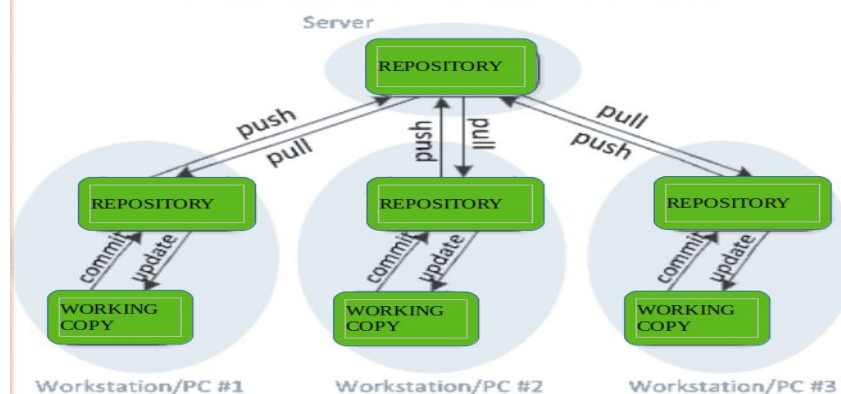 Server
REPOSITORY
push
pull
push
pull
pull
push
REPOSITORY
REPOSITORY
REPOSITORY
commit
update
commit
update
commit
update
WORKING
COPY
WORKING
COPY
WORKING
COPY
Workstation/PC #1
Workstation/PC #2
Workstation/PC #3